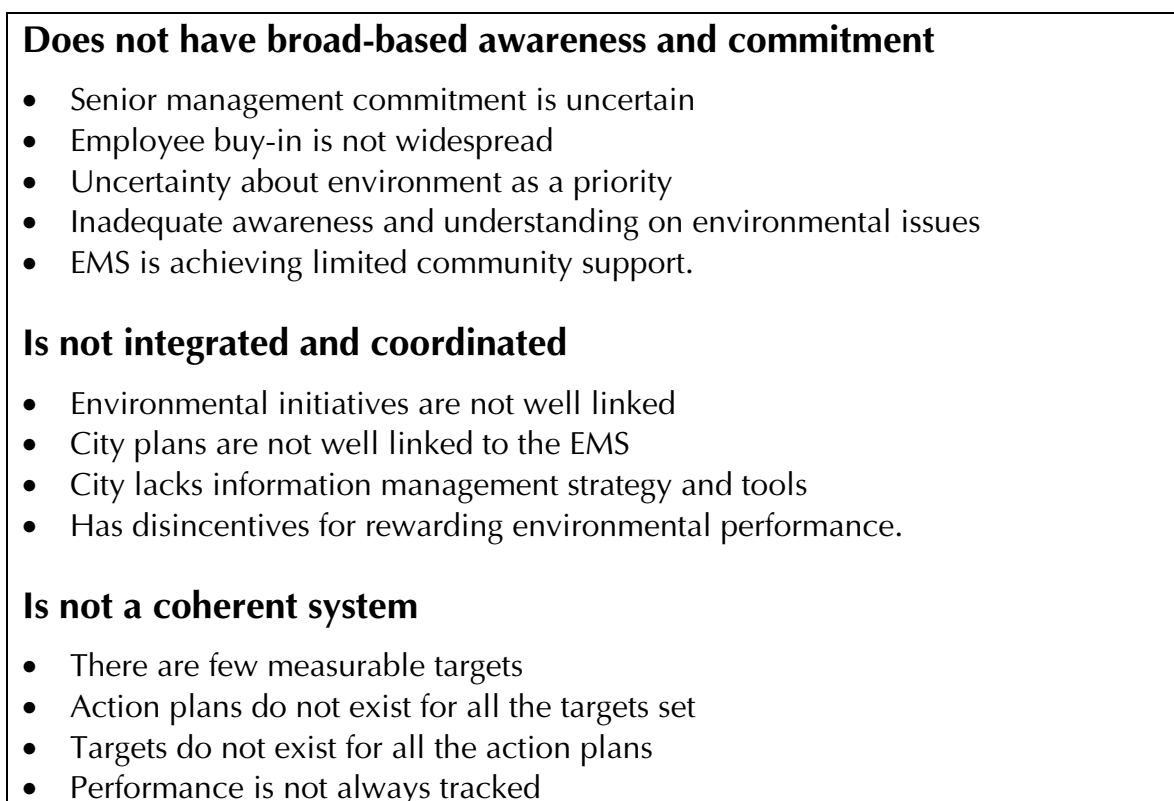 Does not have broad-based awareness and commitment
• Senior management commitment is uncertain
• Employee buy-in is not widespread
• Uncertainty about environment as a priority
• Inadequate awareness and understanding on environmental issues
• EMS is achieving limited community support.
Is not integrated and coordinated
• Environmental initiatives are not well linked
• City plans are not well linked to the EMS
• City lacks information management strategy and tools
• Has disincentives for rewarding environmental performance.
Is not a coherent system
• There are few measurable targets
• Action plans do not exist for all the targets set
• Targets do not exist for all the action plans
• Performance is not always tracked